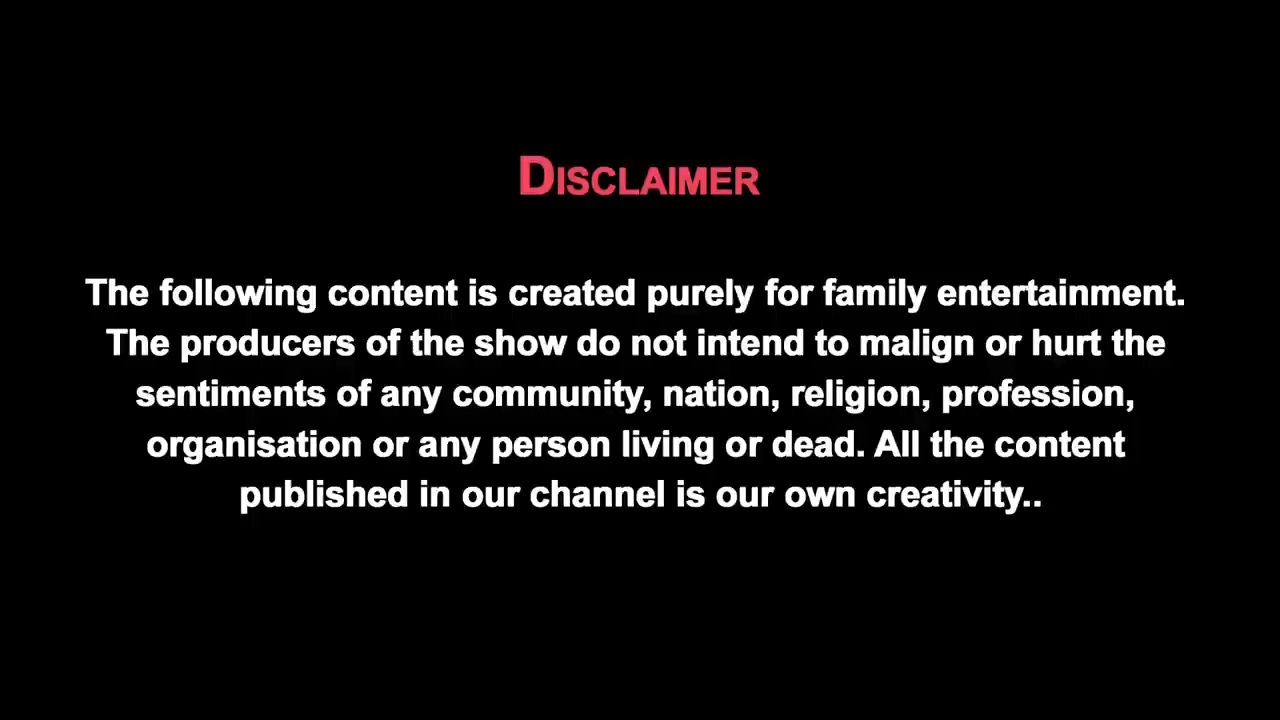 DISCLAIMER
The following content is created purely for family entertainment.
The producers of the show do not intend to malign or hurt the
sentiments of any community, nation, religion, profession,
organisation or any person living or dead. All the content
published in our channel is our own creativity..